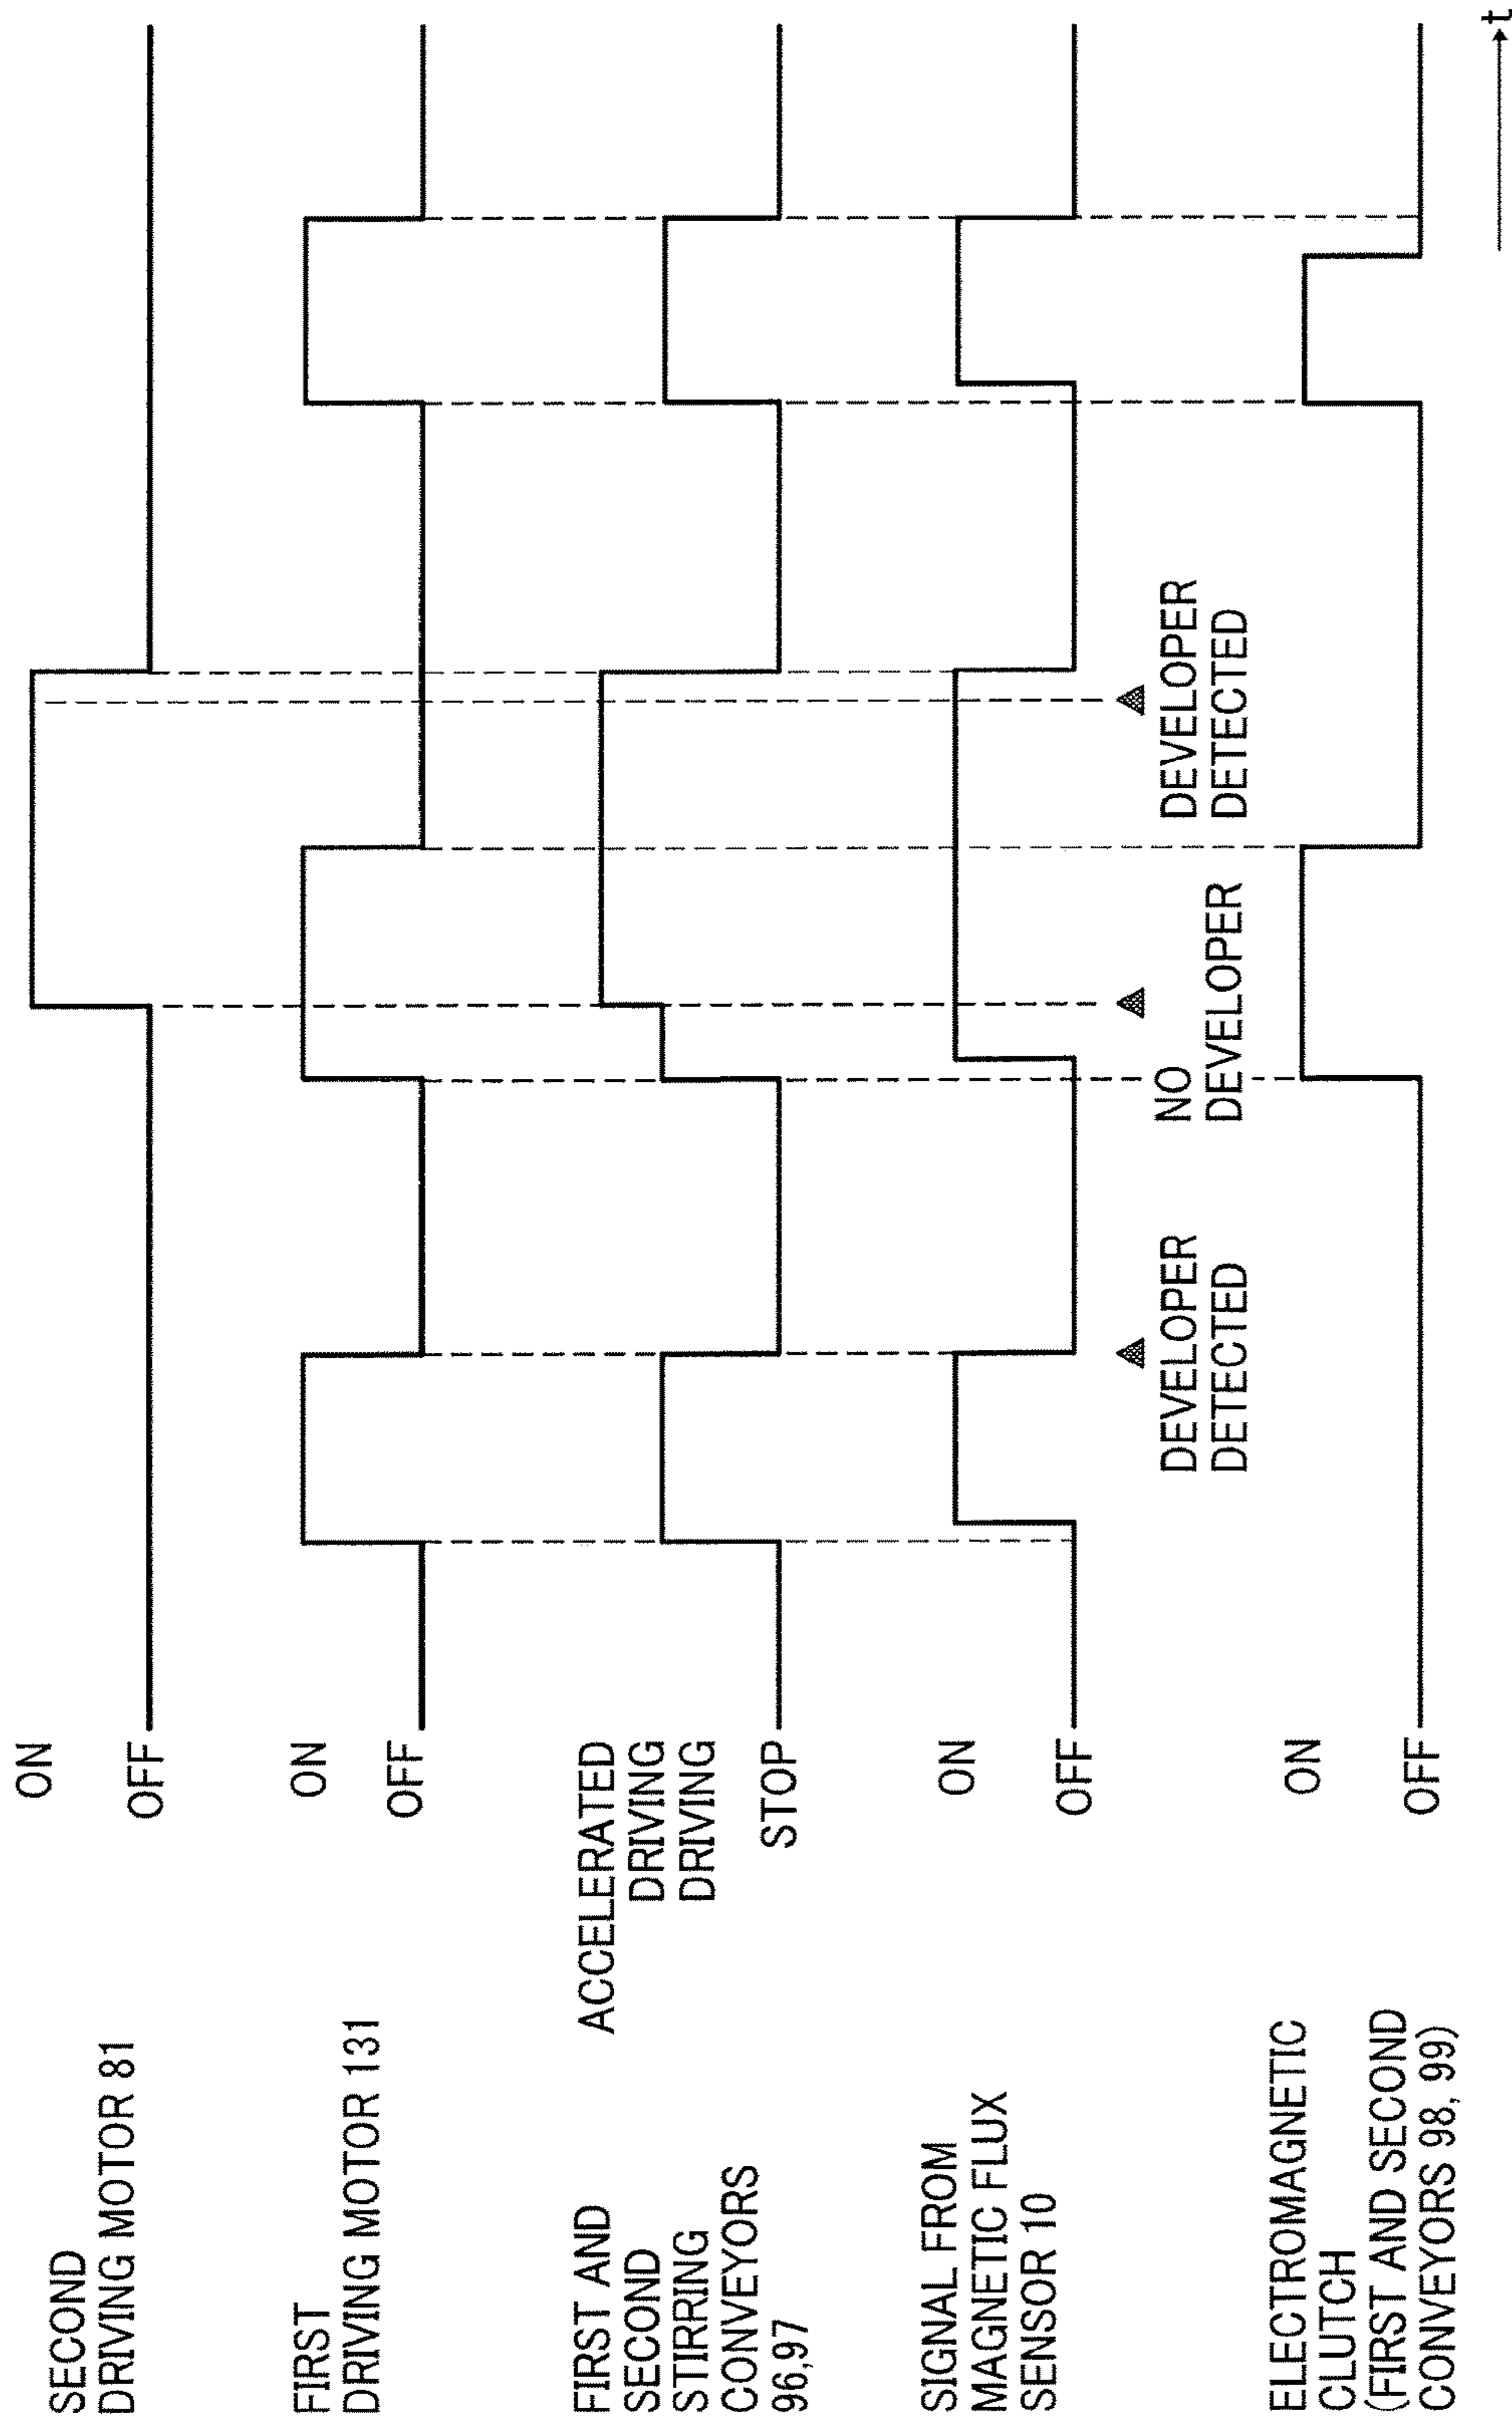 SECOND
DRIVING MOTOR 81
ON
OFF
FIRST
DRIVING MOTOR 131
ON
OFF
FIRST AND
SECOND
STIRRING
CONVEYORS
96,97
ACCELERATED
DRIVING
DRIVING
STOP
SIGNAL FROM
MAGNETIC FLUX
SENSOR 10
ON
OFF
DEVELOPER
DETECTED
NO
DEVELOPER
DEVELOPER
DETECTED
ELECTROMAGNETIC
CLUTCH
(FIRST AND SECOND
CONVEYORS 98, 99)
ON
OFF
t